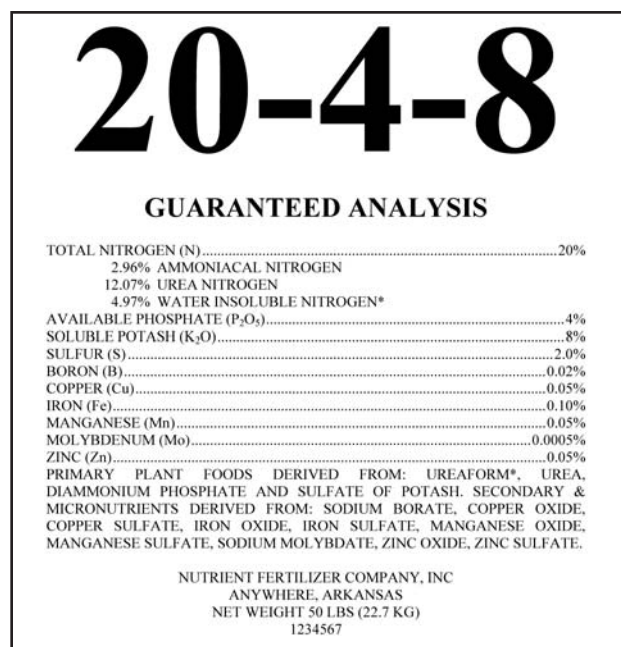 20-4-8
GUARANTEED ANALYSIS
TOTAL NITROGEN (N)..........20%
2.96% AMMONIACAL NITROGEN
12.07% UREA NITROGEN
4.97% WATER INSOLUBLE NITROGEN*
AVAILABLE PHOSPHATE (P₂O₅)..........4%
SOLUBLE POTASH (K₂O)..........8%
SULFUR (S)..........2.0%
BORON (B)..........0.02%
COPPER (Cu)..........0.05%
IRON (Fe)..........0.10%
MANGANESE (Mn)..........0.05%
MOLYBDENUM (Mo)..........0.0005%
ZINC (Zn)..........0.05%
PRIMARY PLANT FOODS DERIVED FROM: UREAFORM*, UREA,
DIAMMONIUM PHOSPHATE AND SULFATE OF POTASH. SECONDARY &
MICRONUTRIENTS DERIVED FROM: SODIUM BORATE, COPPER OXIDE,
COPPER SULFATE, IRON OXIDE, IRON SULFATE, MANGANESE OXIDE,
MANGANESE SULFATE, SODIUM MOLYBDATE, ZINC OXIDE, ZINC SULFATE.
NUTRIENT FERTILIZER COMPANY, INC
ANYWHERE, ARKANSAS
NET WEIGHT 50 LBS (22.7 KG)
1234567